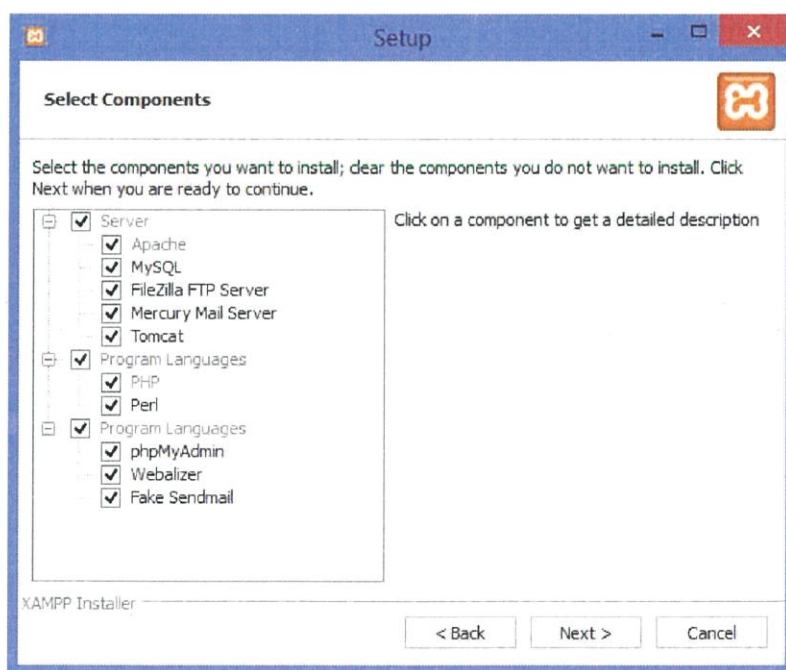 Setup
Select Components
Select the components you want to install; clear the components you do not want to install. Click
Next when you are ready to continue.
Server
Apache
MySQL
FileZilla FTP Server
Mercury Mail Server
Tomcat
Program Languages
PHP
Perl
Program Languages
phpMyAdmin
Webalizer
Fake Sendmail
Click on a component to get a detailed description
XAMPP Installer
< Back
Next >
Cancel